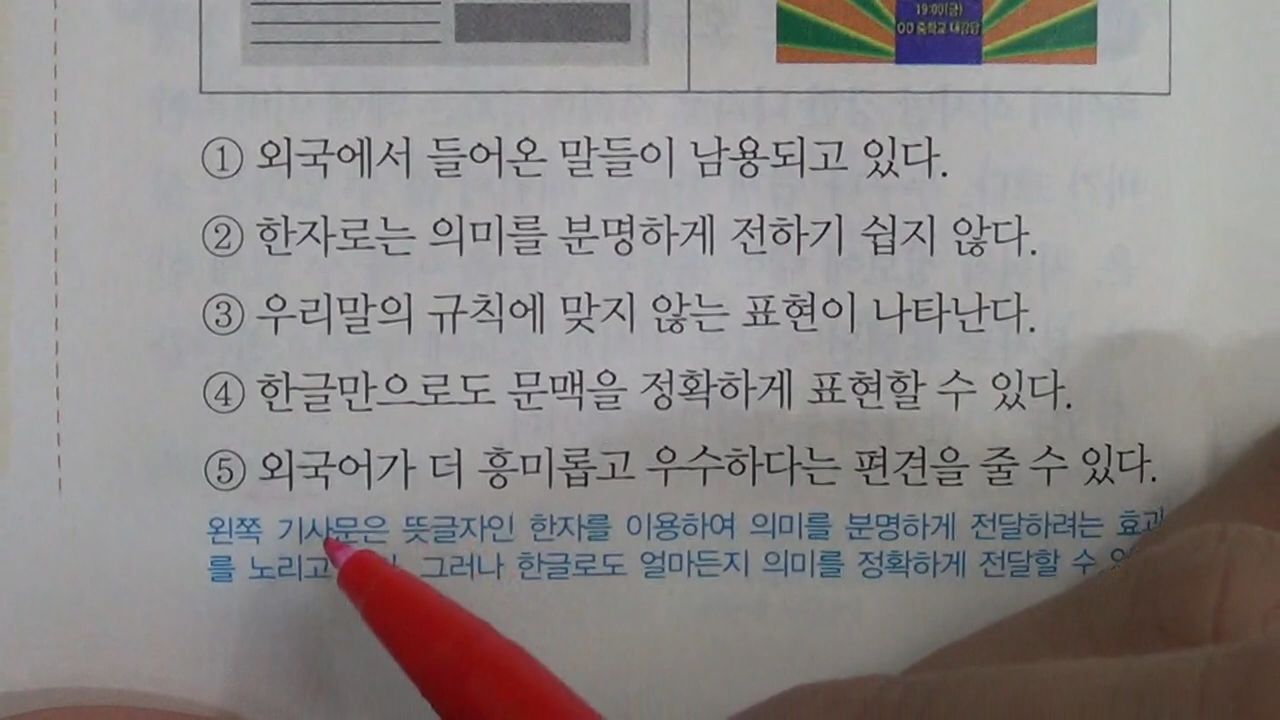 19:00(금)
OO 중학교 대강당
① 외국에서 들어온 말들이 남용되고 있다.
② 한자로는 의미를 분명하게 전하기 쉽지 않다.
③ 우리말의 규칙에 맞지 않는 표현이 나타난다.
④ 한글만으로도 문맥을 정확하게 표현할 수 있다.
⑤ 외국어가 더 흥미롭고 우수하다는 편견을 줄 수 있다.
왼쪽 기사문은 뜻글자인 한자를 이용하여 의미를 분명하게 전달하려는 효과
를 노리고 그러나 한글로도 얼마든지 의미를 정확하게 전달할 수